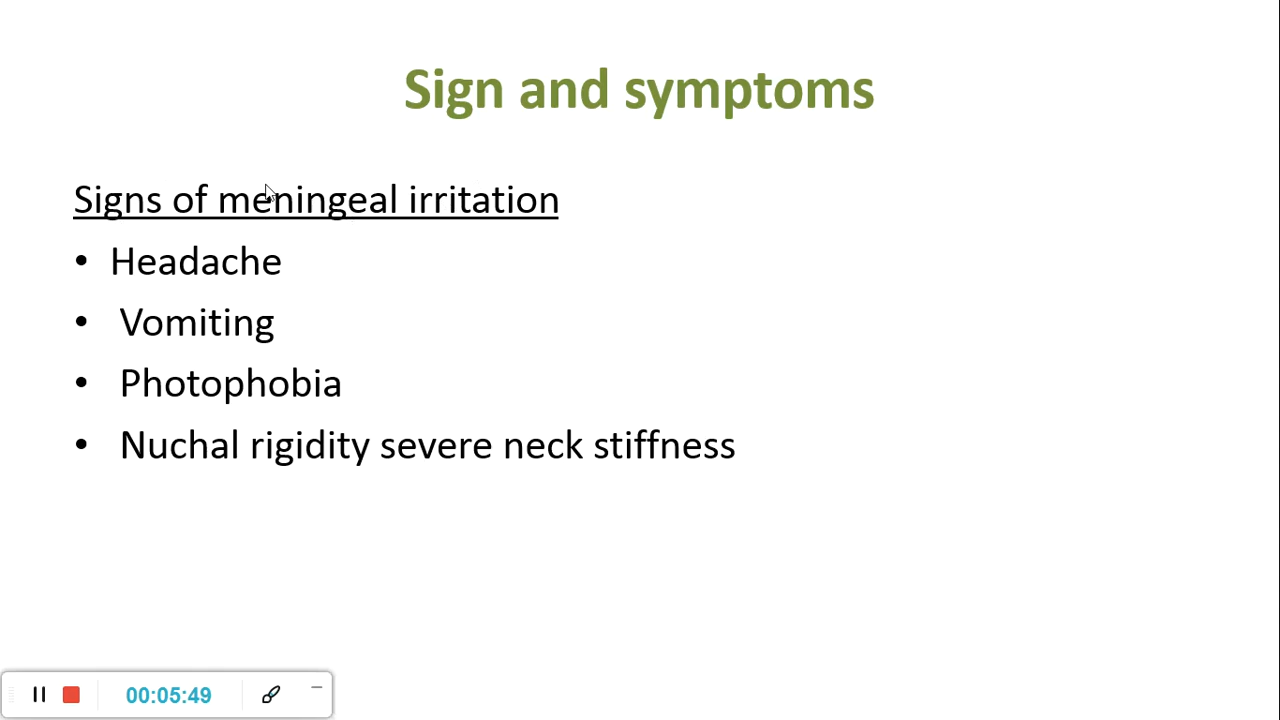 Sign and symptoms
Signs of meningeal irritation
• Headache
• Vomiting
• Photophobia
• Nuchal rigidity severe neck stiffness
00:05:49